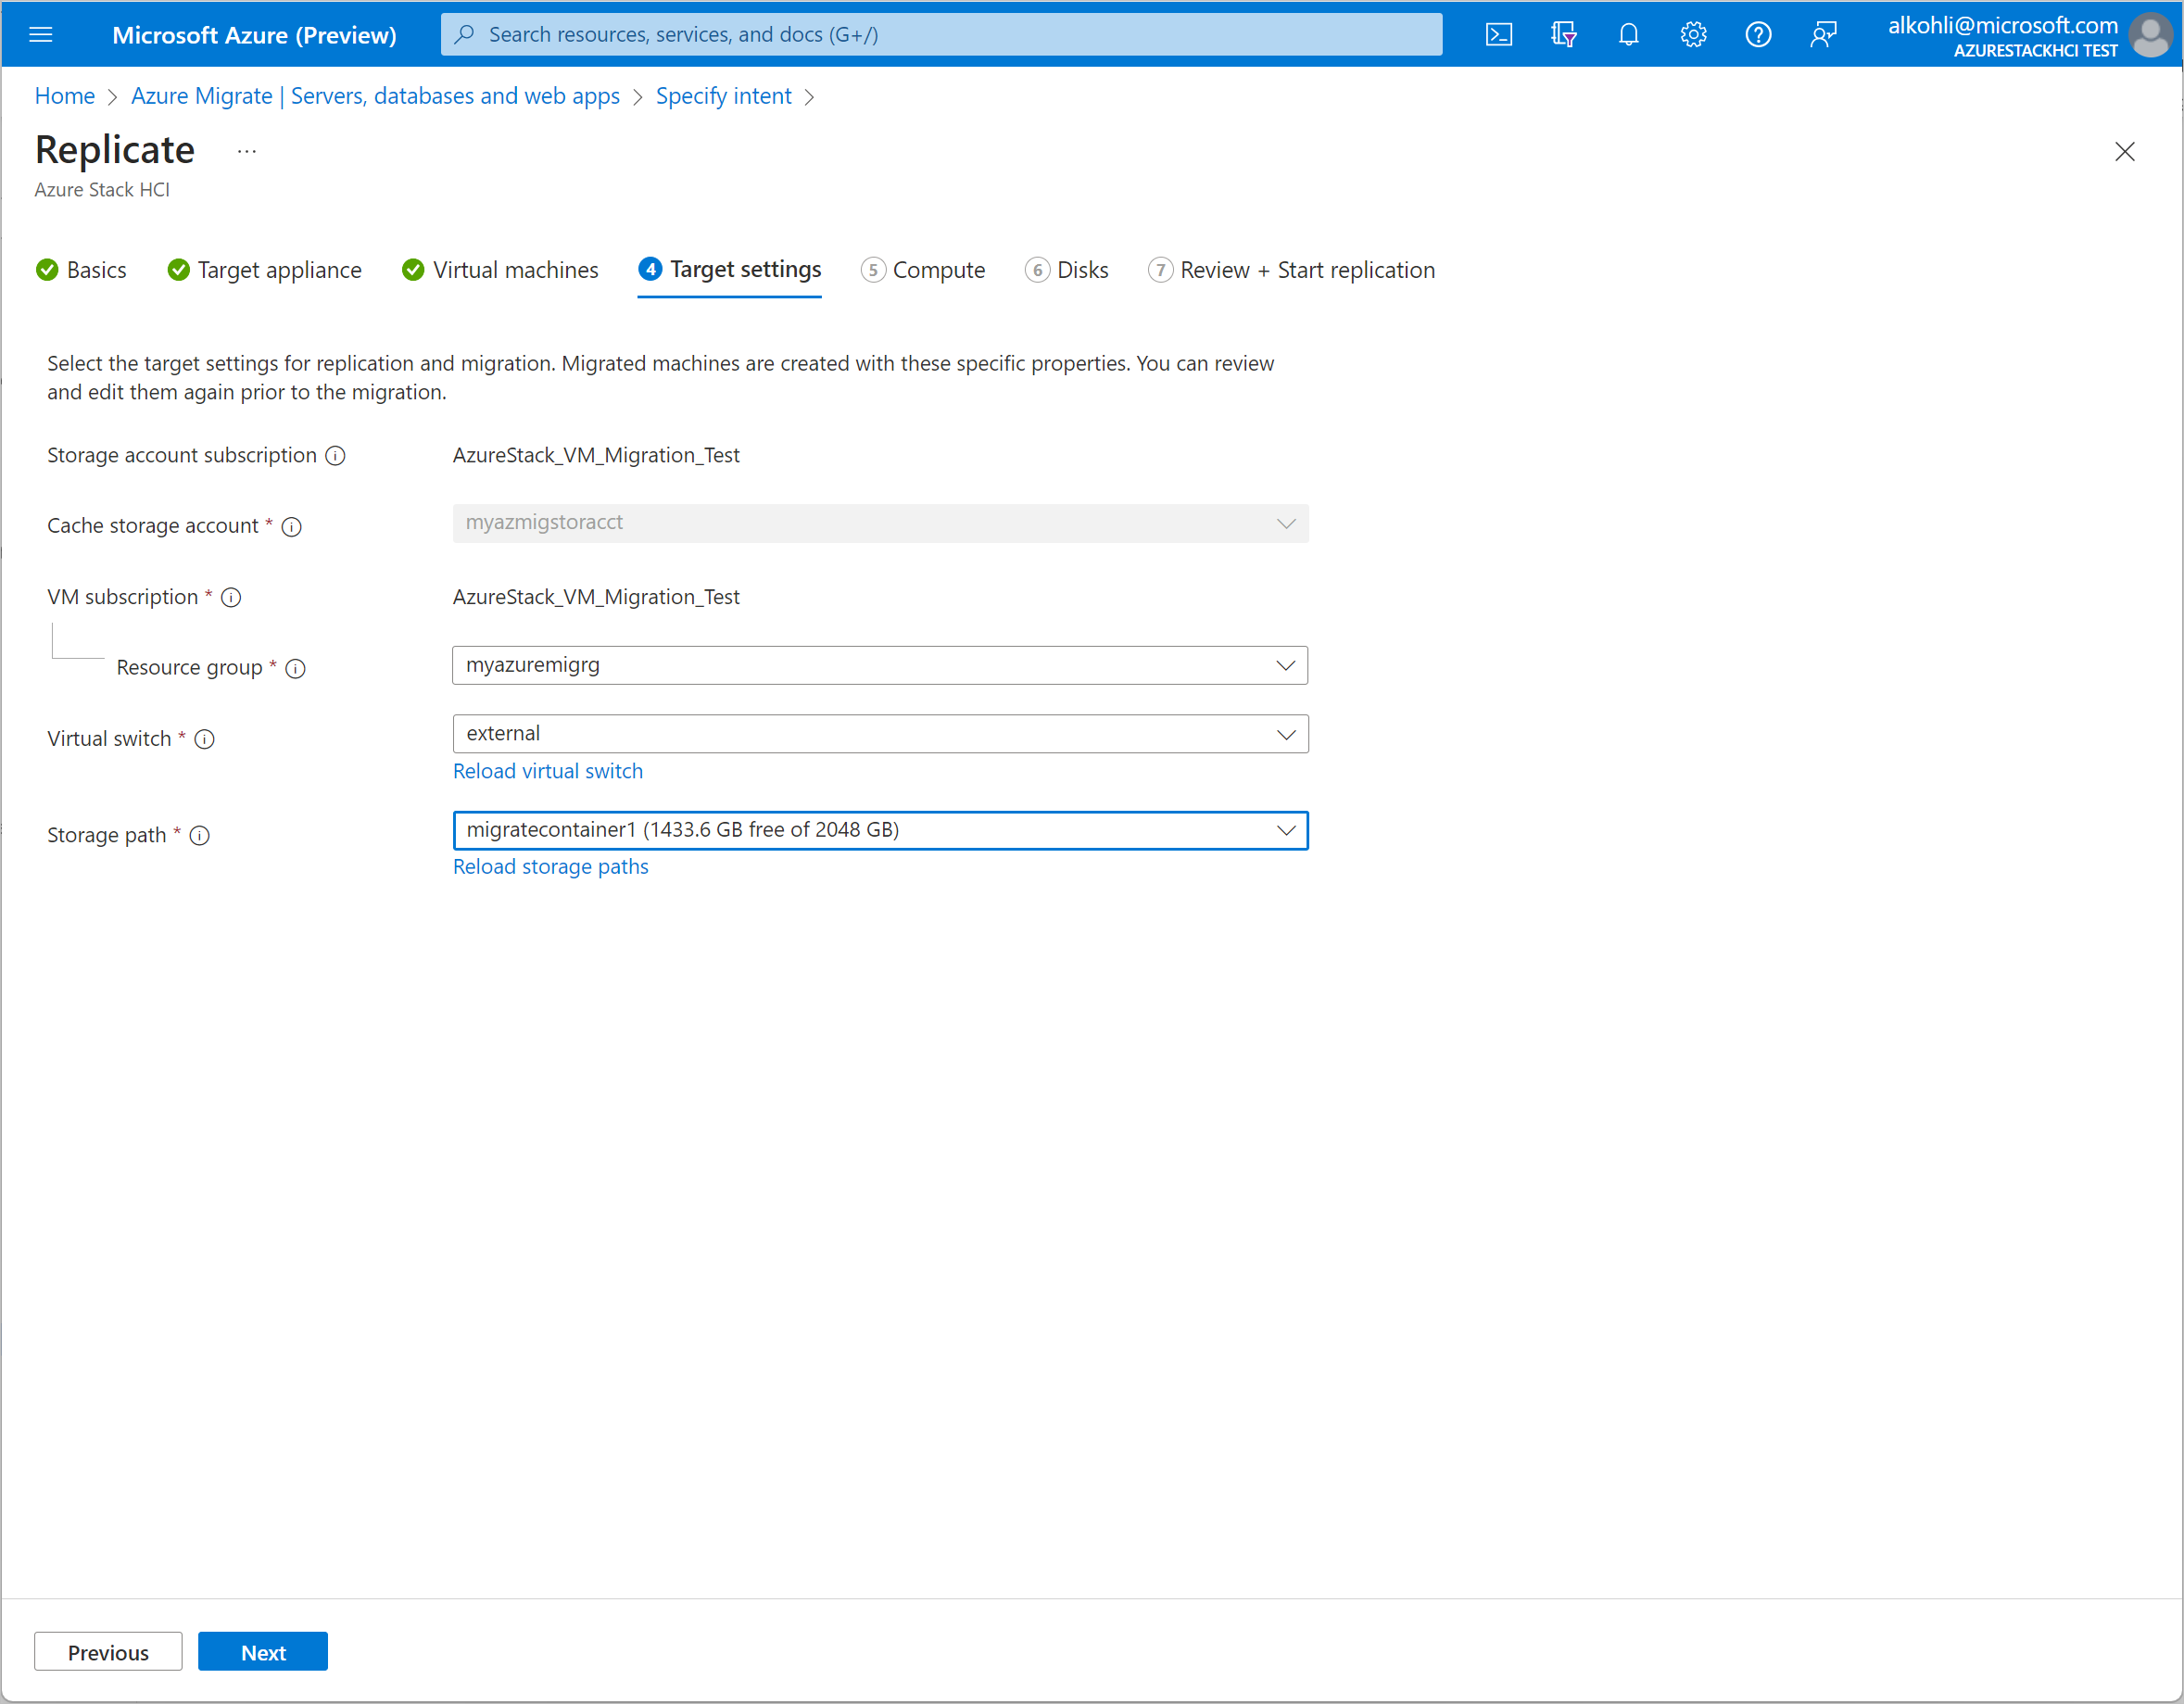 Microsoft Azure (Preview)
Search resources, services, and docs (G+/)
alkohli@microsoft.com
AZURESTACKHCI TEST
Home > Azure Migrate | Servers, databases and web apps > Specify intent >
Replicate ...
Azure Stack HCI
Basics
Target appliance
Virtual machines
4 Target settings
5 Compute
6 Disks
7 Review + Start replication
Select the target settings for replication and migration. Migrated machines are created with these specific properties. You can review
and edit them again prior to the migration.
Storage account subscription
AzureStack_VM_Migration_Test
Cache storage account *
myazmigstoracct
VM subscription *
AzureStack_VM_Migration_Test
Resource group *
myazuremigrg
Virtual switch *
external
Reload virtual switch
Storage path *
migratecontainer1 (1433.6 GB free of 2048 GB)
Reload storage paths
Previous
Next